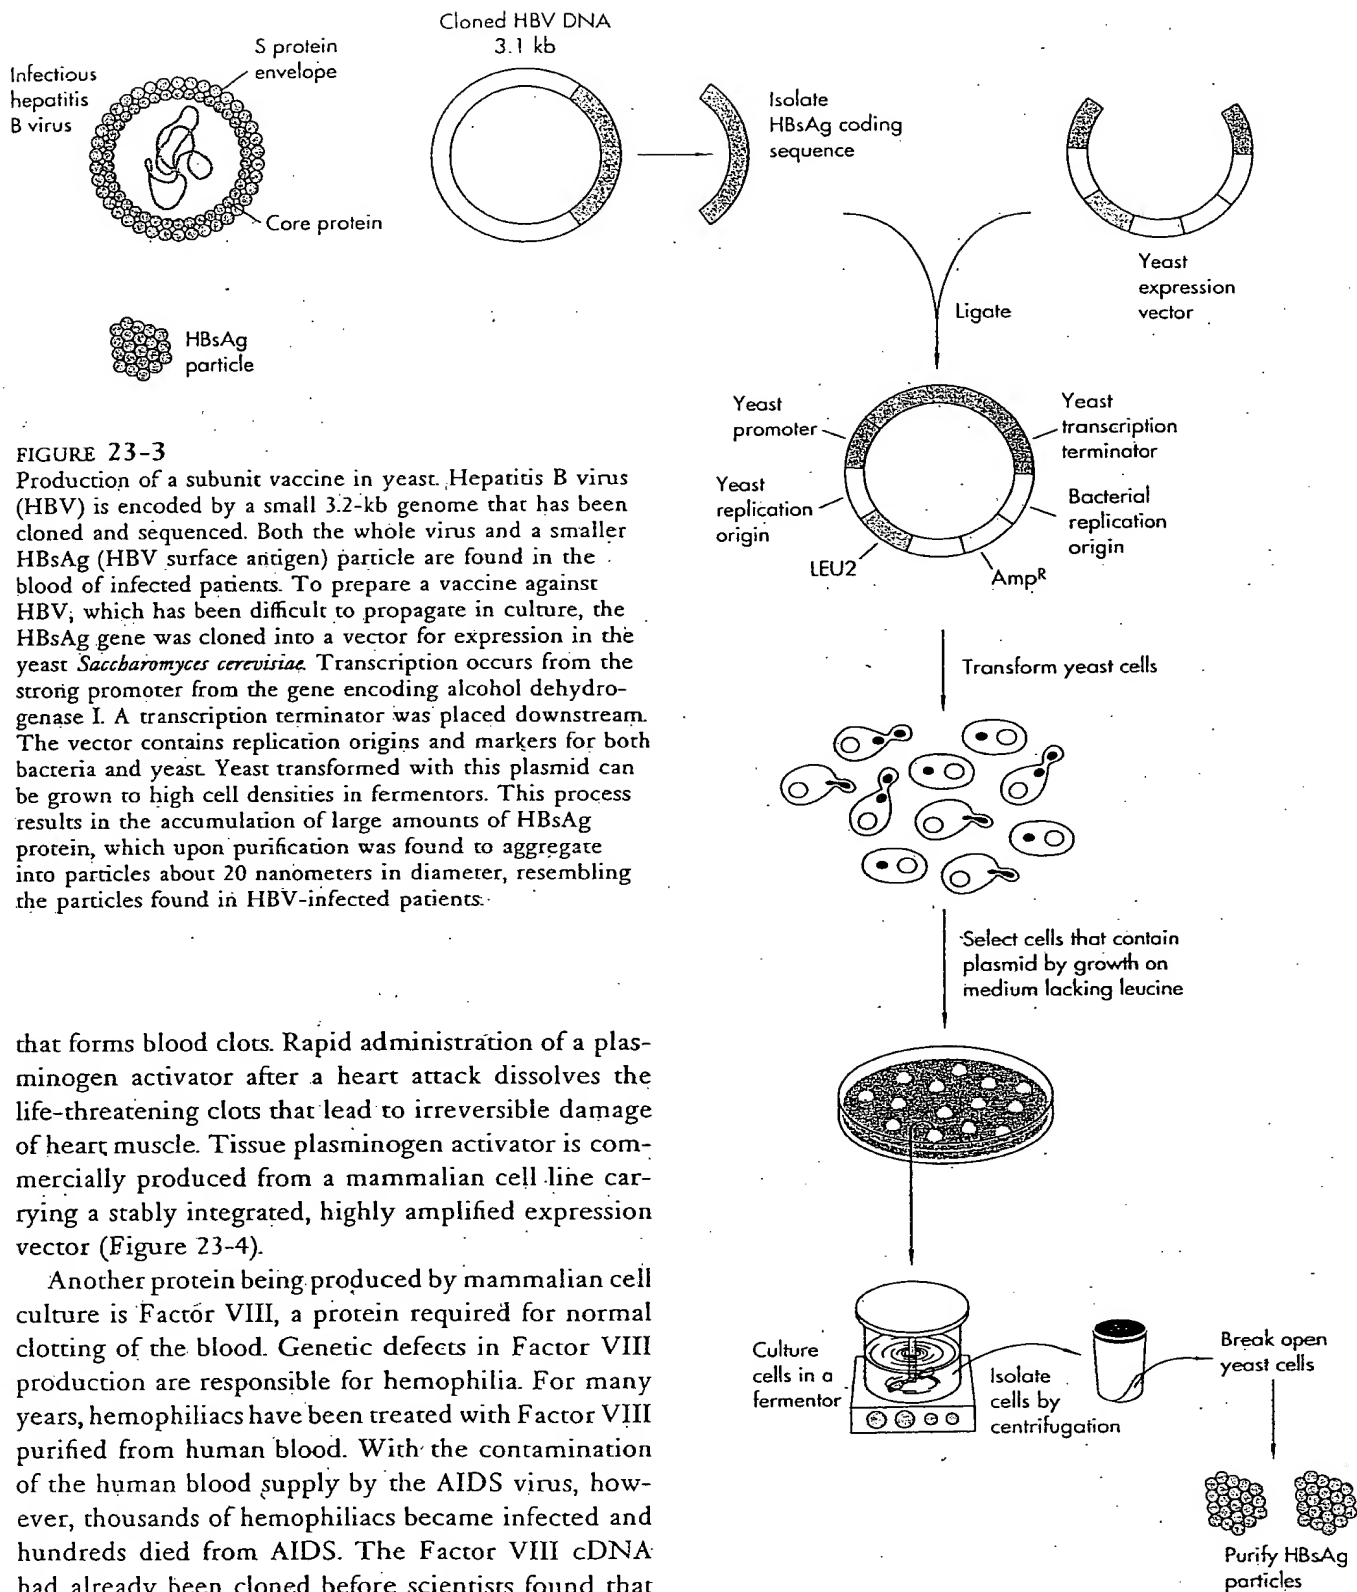 Cloned HBV DNA
3.1 kb
S protein
envelope
Infectious
hepatitis
B virus
Core protein
Isolate
HBsAg coding
sequence
Yeast
expression
vector
Ligate
HBsAg
particle
Yeast
promoter
Yeast
transcription
terminator
Yeast
replication
origin
Bacterial
replication
origin
LEU2
Amp^R
Transform yeast cells
Select cells that contain
plasmid by growth on
medium lacking leucine
Culture
cells in a
fermentor
Isolate
cells by
centrifugation
Break open
yeast cells
Purify HBsAg
particles
FIGURE 23-3
Production of a subunit vaccine in yeast. Hepatitis B virus
(HBV) is encoded by a small 3.2-kb genome that has been
cloned and sequenced. Both the whole virus and a smaller
HBsAg (HBV surface antigen) particle are found in the
blood of infected patients. To prepare a vaccine against
HBV, which has been difficult to propagate in culture, the
HBsAg gene was cloned into a vector for expression in the
yeast Saccharomyces cerevisiae. Transcription occurs from the
strong promoter from the gene encoding alcohol dehydro-
genase I. A transcription terminator was placed downstream.
The vector contains replication origins and markers for both
bacteria and yeast. Yeast transformed with this plasmid can
be grown to high cell densities in fermentors. This process
results in the accumulation of large amounts of HBsAg
protein, which upon purification was found to aggregate
into particles about 20 nanometers in diameter, resembling
the particles found in HBV-infected patients.
that forms blood clots. Rapid administration of a plas-
minogen activator after a heart attack dissolves the
life-threatening clots that lead to irreversible damage
of heart muscle. Tissue plasminogen activator is com-
mercially produced from a mammalian cell line car-
rying a stably integrated, highly amplified expression
vector (Figure 23-4).
Another protein being produced by mammalian cell
culture is Factor VIII, a protein required for normal
clotting of the blood. Genetic defects in Factor VIII
production are responsible for hemophilia. For many
years, hemophiliacs have been treated with Factor VIII
purified from human blood. With the contamination
of the human blood supply by the AIDS virus, how-
ever, thousands of hemophiliacs became infected and
hundreds died from AIDS. The Factor VIII cDNA
had already been cloned before scientists found that